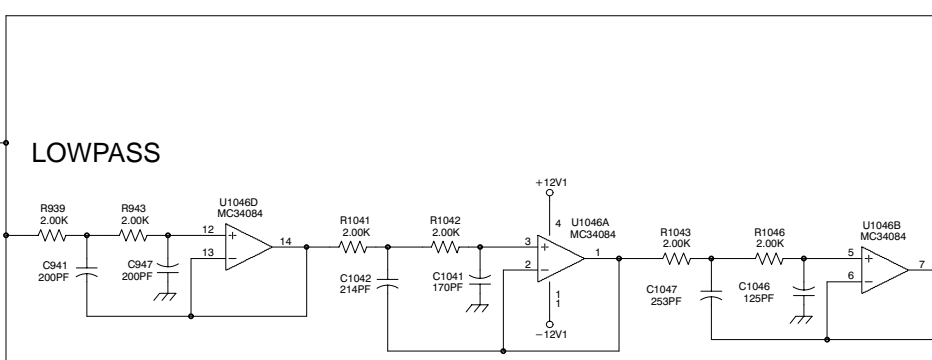 LOWPASS
R939
2.00K
R943
2.00K
U1046D
MC34084
12
13
14
+
−
C941
200PF
C947
200PF
R1041
2.00K
R1042
2.00K
+12V1
4
U1046A
MC34084
3
2
1
+
−
C1042
214PF
C1041
170PF
1
1
−12V1
R1043
2.00K
R1046
2.00K
U1046B
MC34084
5
6
7
+
−
C1047
253PF
C1046
125PF